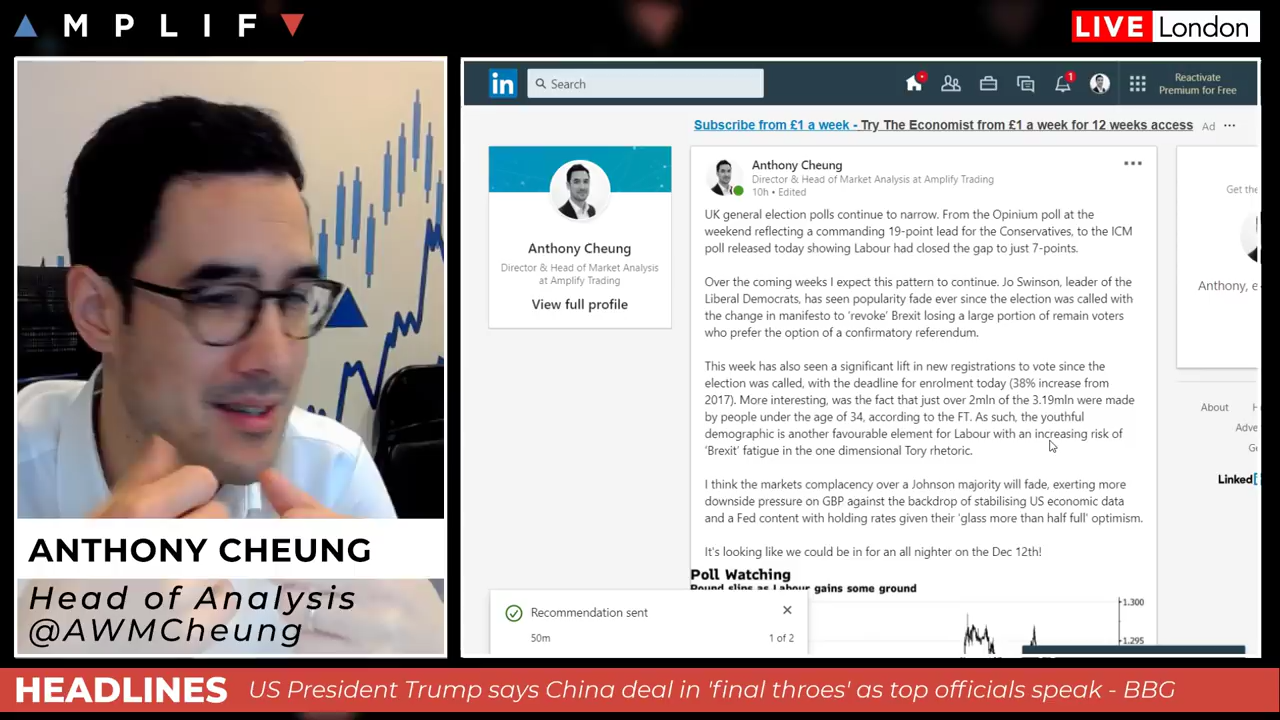 MPLIF
LIVE London
in
Search
1
Reactivate
Premium for Free
Subscribe from £1 a week - Try The Economist from £1 a week for 12 weeks access
Ad
Anthony Cheung
Director & Head of Market Analysis
at Amplify Trading
View full profile
Anthony Cheung
Director & Head of Market Analysis at Amplify Trading
10h • Edited
UK general election polls continue to narrow. From the Opinium poll at the
weekend reflecting a commanding 19-point lead for the Conservatives, to the ICM
poll released today showing Labour had closed the gap to just 7-points.
Over the coming weeks I expect this pattern to continue. Jo Swinson, leader of the
Liberal Democrats, has seen popularity fade ever since the election was called with
the change in manifesto to 'revoke' Brexit losing a large portion of remain voters
who prefer the option of a confirmatory referendum.
This week has also seen a significant lift in new registrations to vote since the
election was called, with the deadline for enrolment today (38% increase from
2017). More interesting, was the fact that just over 2mln of the 3.19mln were made
by people under the age of 34, according to the FT. As such, the youthful
demographic is another favourable element for Labour with an increasing risk of
'Brexit' fatigue in the one dimensional Tory rhetoric.
I think the markets complacency over a Johnson majority will fade, exerting more
downside pressure on GBP against the backdrop of stabilising US economic data
and a Fed content with holding rates given their 'glass more than half full' optimism.
It's looking like we could be in for an all nighter on the Dec 12th!
Poll Watching
Pound slips as Labour gains some ground
1.300
1.295
Recommendation sent
50m
1 of 2
Get the
Anthony, e
About
Adve
Linked
ANTHONY CHEUNG
Head of Analysis
@AWMCheung
HEADLINES US President Trump says China deal in 'final throes' as top officials speak - BBG